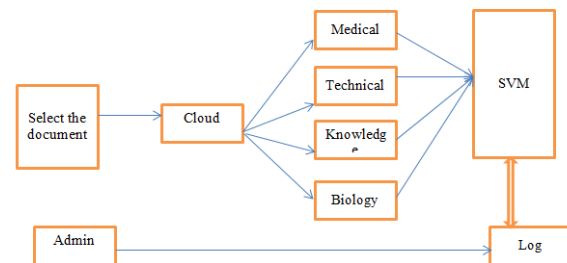 Medical
Technical
Select the
document
Cloud
SVM
Knowledg
e
Biology
Admin
Log